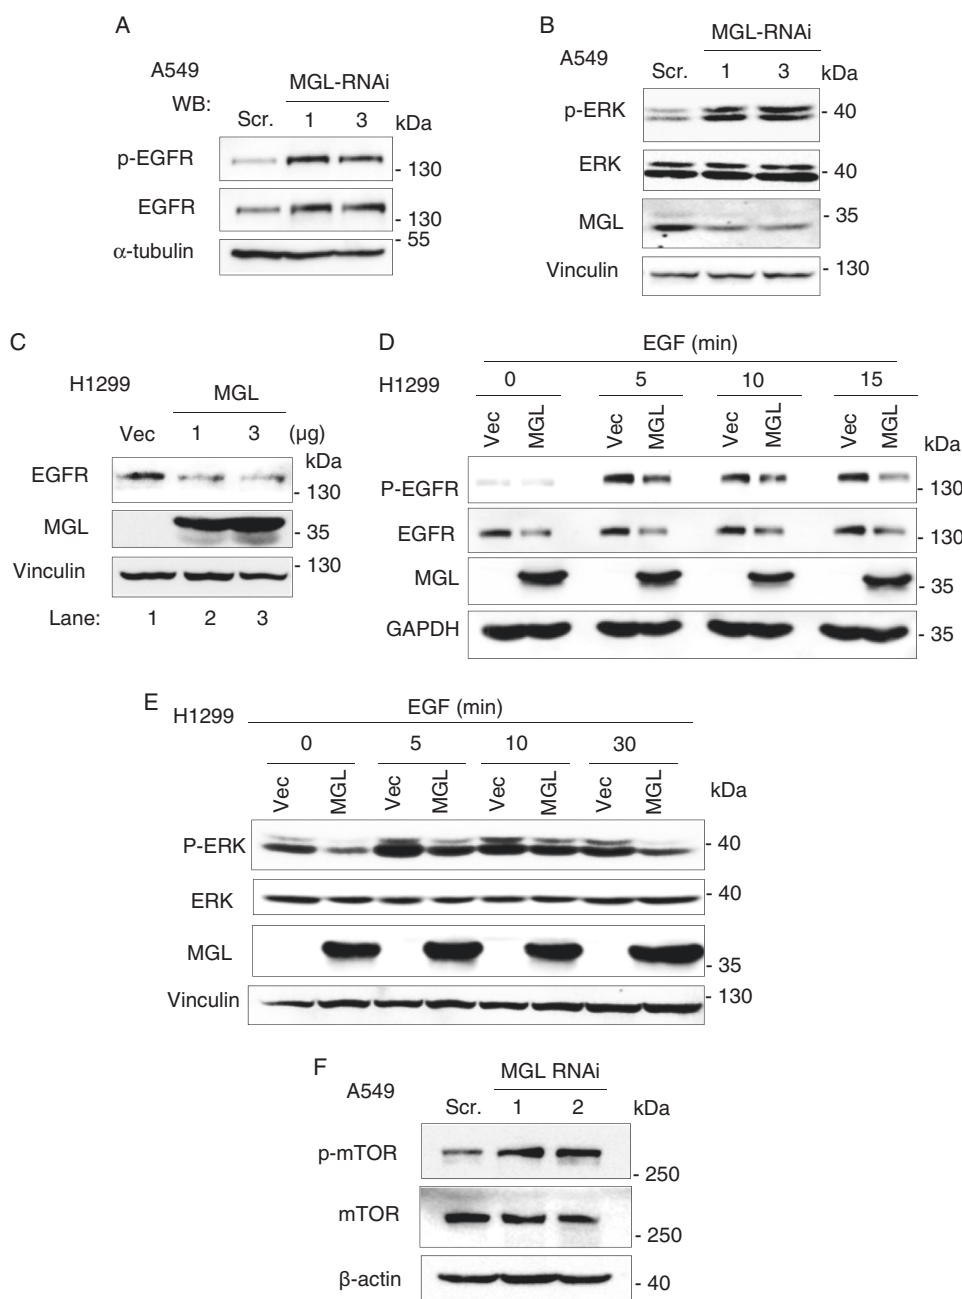 A
A549
MGL-RNAi
WB:
Scr. 1 3 kDa
p-EGFR
- 130
EGFR
- 130
- 55
α-tubulin
B
A549
MGL-RNAi
Scr. 1 3 kDa
p-ERK
- 40
ERK
- 40
MGL
- 35
Vinculin
- 130
C
H1299
MGL
Vec 1 3 (μg)
kDa
EGFR
- 130
MGL
- 35
Vinculin
- 130
Lane: 1 2 3
D
EGF (min)
H1299
0 5 10 15
Vec MGL Vec MGL Vec MGL Vec MGL
kDa
P-EGFR
- 130
EGFR
- 130
MGL
- 35
GAPDH
- 35
E
H1299
EGF (min)
0 5 10 30
Vec MGL Vec MGL Vec MGL Vec MGL
kDa
P-ERK
- 40
ERK
- 40
MGL
- 35
Vinculin
- 130
F
A549
MGL RNAi
Scr. 1 2 kDa
p-mTOR
- 250
mTOR
- 250
β-actin
- 40